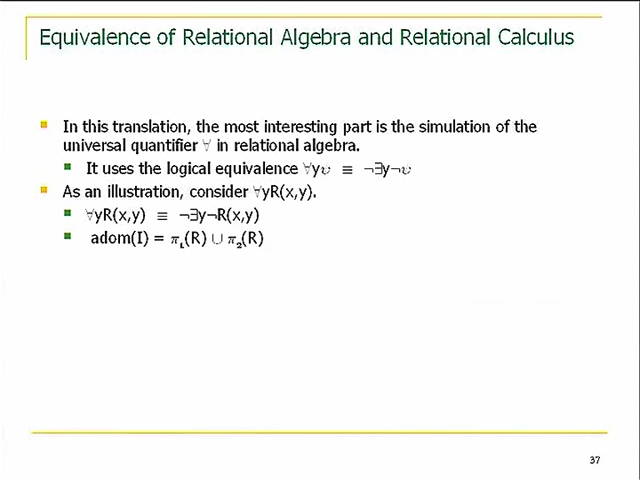 Equivalence of Relational Algebra and Relational Calculus
In this translation, the most interesting part is the simulation of the
universal quantifier ∀ in relational algebra.
It uses the logical equivalence ∀yψ ≡ ¬∃y¬ψ
As an illustration, consider ∀yR(x,y).
∀yR(x,y) ≡ ¬∃y¬R(x,y)
adom(I) = π₁(R) ∪ π₂(R)
37